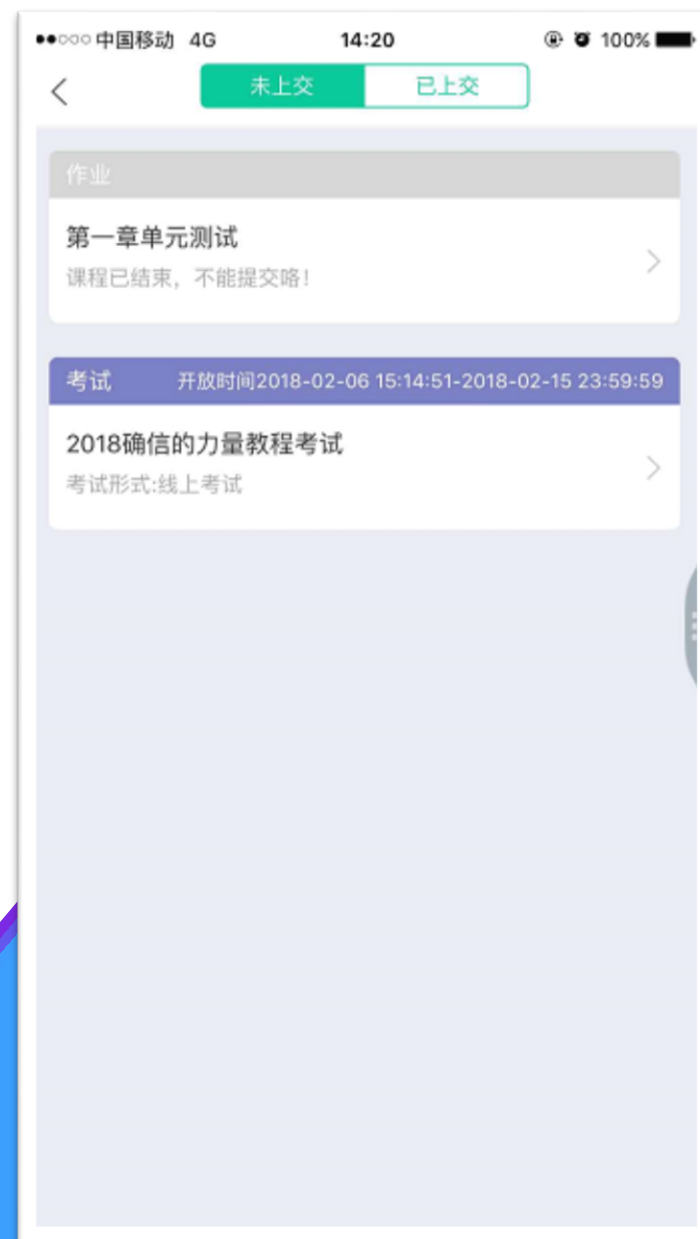 中国移动 4G 14:20 100%
未上交 已上交
作业
第一章单元测试
课程已结束，不能提交咯！
考试 开放时间2018-02-06 15:14:51-2018-02-15 23:59:59
2018确信的力量教程考试
考试形式:线上考试